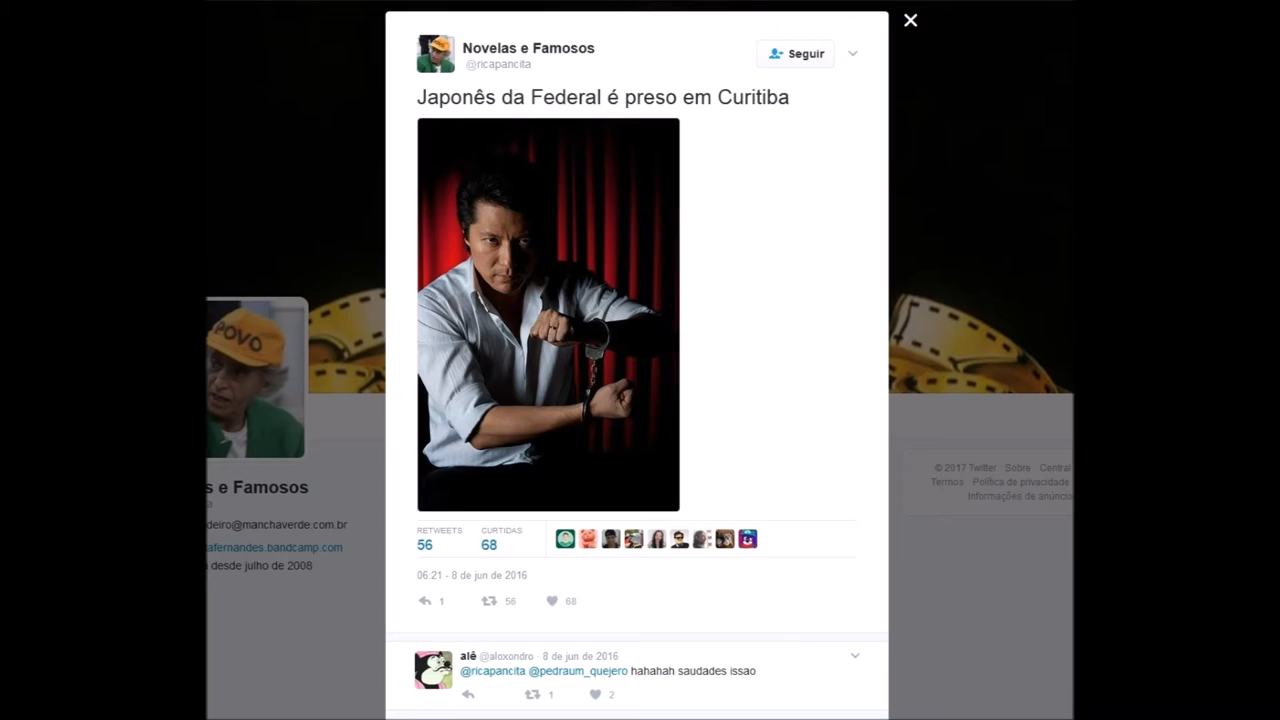 Novelas e Famosos
@ricapancita
Seguir
Japonês da Federal é preso em Curitiba
RETWEETS
56
CURTIDAS
68
06:21 - 8 de jun de 2016
1
56
68
alê @aloxondro · 8 de jun de 2016
@ricapancita @pedraum_quejero hahahah saudades issao
1
2
POVO
s e Famosos
deiro@manchaverde.com.br
afernandes.bandcamp.com
desde julho de 2008
© 2017 Twitter Sobre Central
Termos Política de privacidade
Informações de anúncio